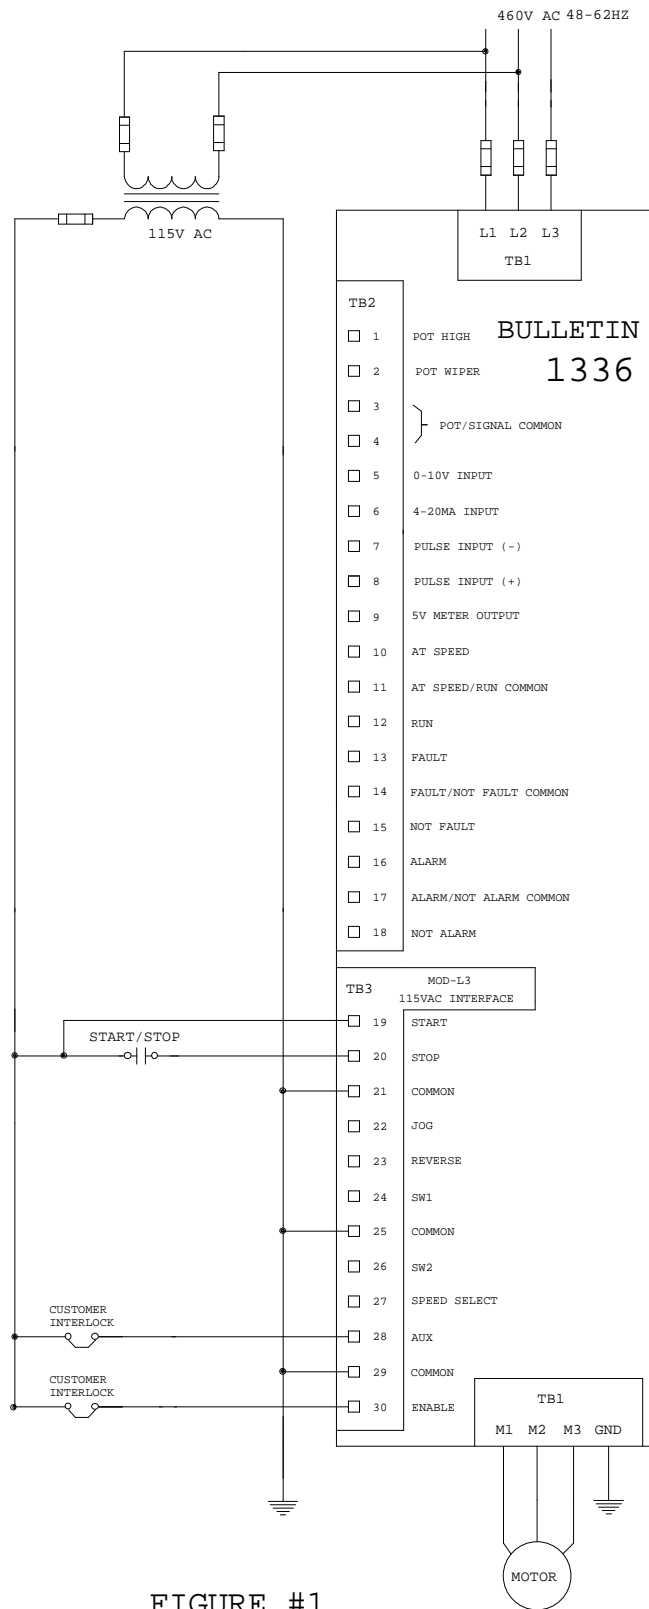 460V AC 48-62HZ
115V AC
L1 L2 L3
TB1
TB2
BULLETIN
1336
1 POT HIGH
2 POT WIPER
3
4
POT/SIGNAL COMMON
5 0-10V INPUT
6 4-20MA INPUT
7 PULSE INPUT (-)
8 PULSE INPUT (+)
9 5V METER OUTPUT
10 AT SPEED
11 AT SPEED/RUN COMMON
12 RUN
13 FAULT
14 FAULT/NOT FAULT COMMON
15 NOT FAULT
16 ALARM
17 ALARM/NOT ALARM COMMON
18 NOT ALARM
TB3
MOD-L3
115VAC INTERFACE
19 START
START/STOP
20 STOP
21 COMMON
22 JOG
23 REVERSE
24 SW1
25 COMMON
26 SW2
27 SPEED SELECT
CUSTOMER
INTERLOCK
28 AUX
29 COMMON
CUSTOMER
INTERLOCK
30 ENABLE
TB1
M1 M2 M3 GND
MOTOR
FIGURE #1